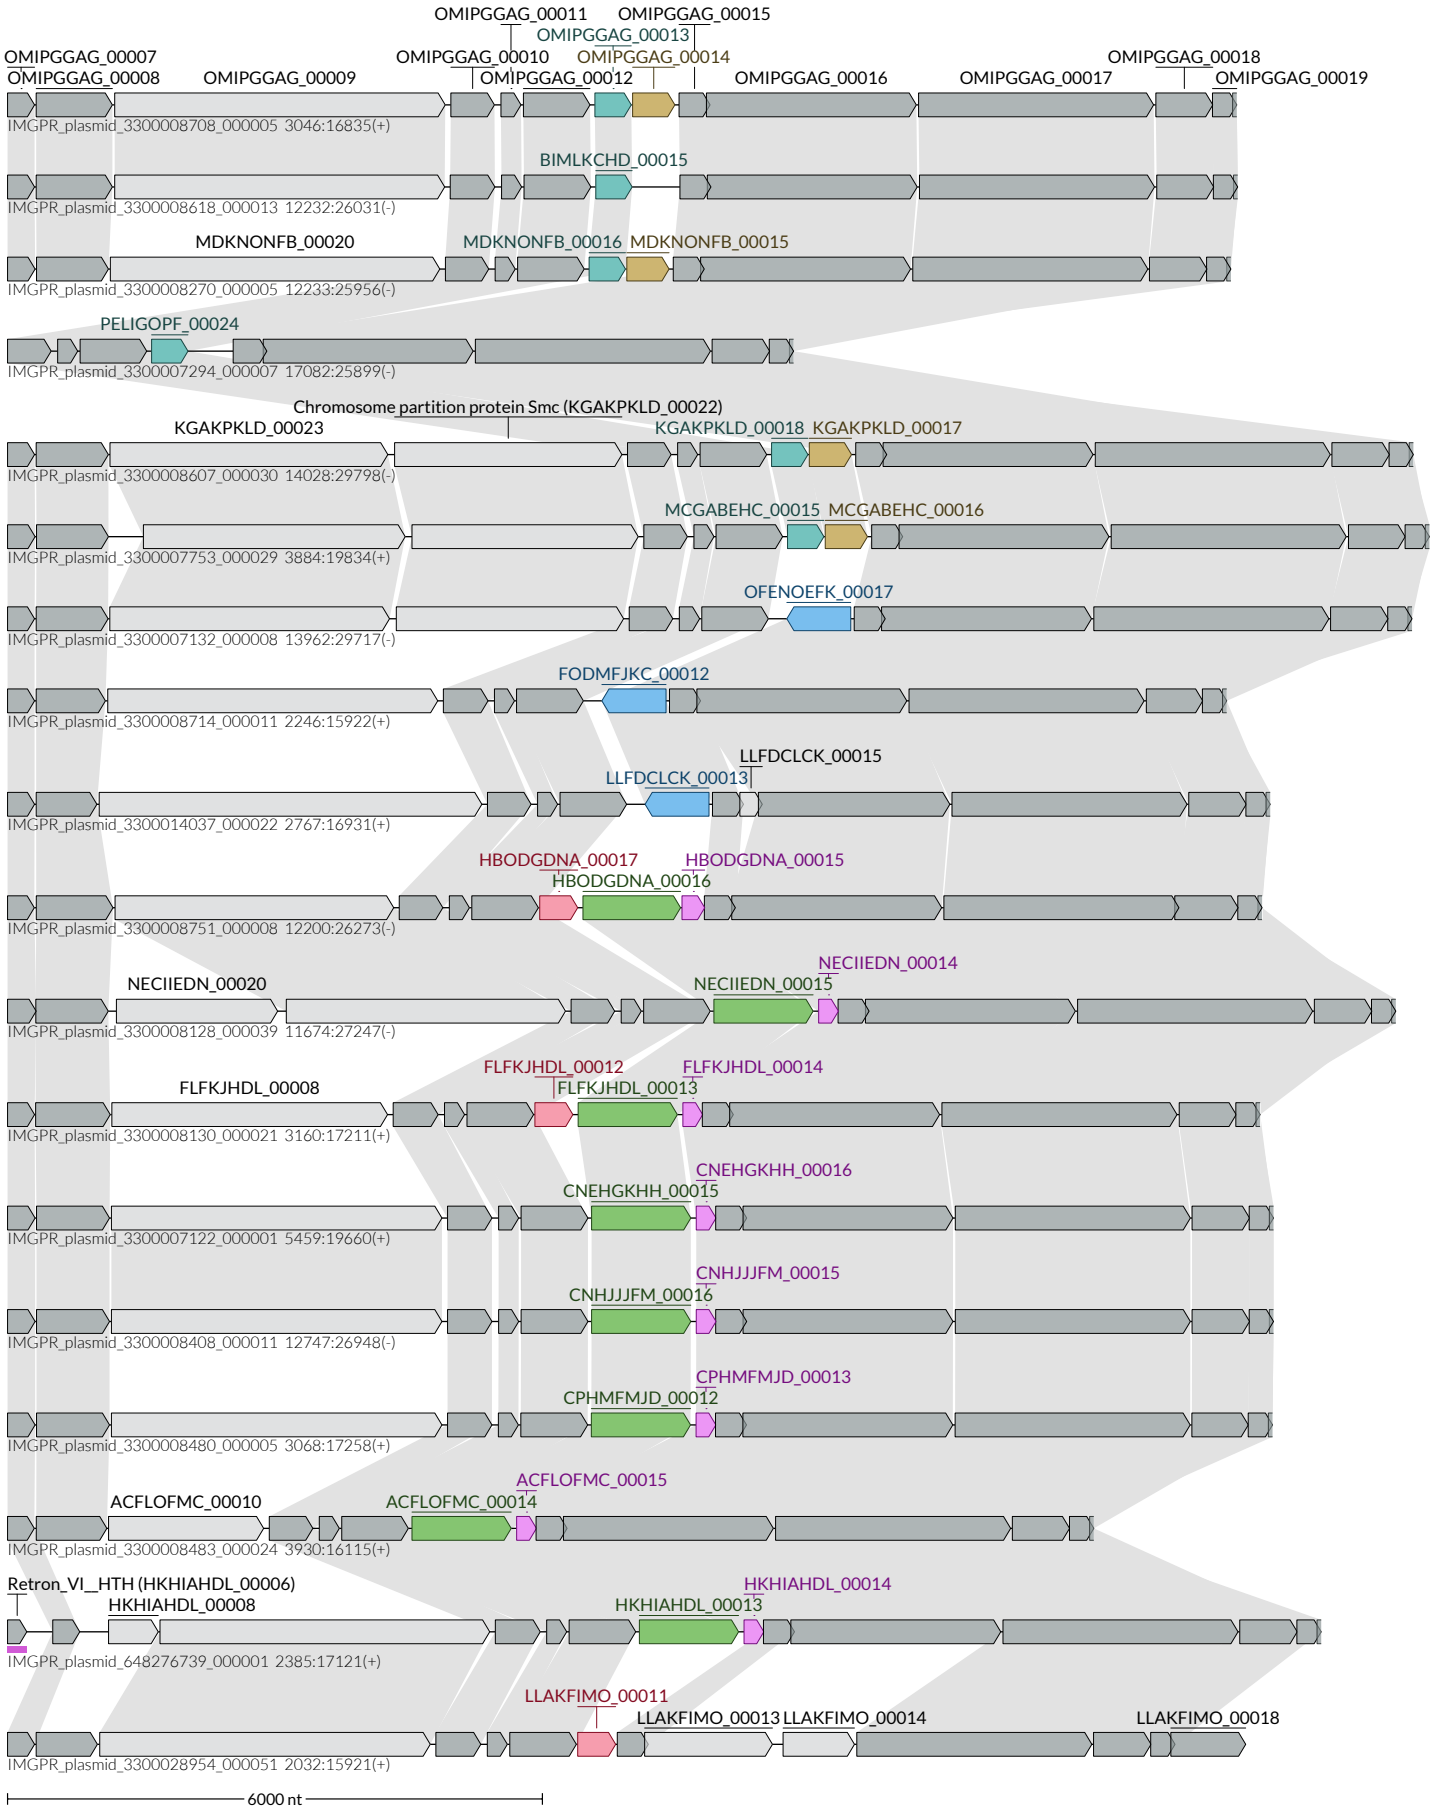 OMIPGGAG_00011 OMIPGGAG_00015
OMIPGGAG_00013
OMIPGGAG_00007 OMIPGGAG_00010 OMIPGGAG_00014 OMIPGGAG_00018
OMIPGGAG_00008 OMIPGGAG_00009 OMIPGGAG_00012 OMIPGGAG_00016 OMIPGGAG_00017 OMIPGGAG_00019
IMGPR_plasmid_3300008708_000005 3046:16835(+)
BIMLKCHD_00015
IMGPR_plasmid_3300008618_000013 12232:26031(-)
MDKNONFB_00020 MDKNONFB_00016 MDKNONFB_00015
IMGPR_plasmid_3300008270_000005 12233:25956(-)
PELIGOPF_00024
IMGPR_plasmid_3300007294_000007 17082:25899(-)
Chromosome partition protein Smc (KGAKPKLD_00022)
KGAKPKLD_00023 KGAKPKLD_00018 KGAKPKLD_00017
IMGPR_plasmid_3300008607_000030 14028:29798(-)
MCGABEHC_00015 MCGABEHC_00016
IMGPR_plasmid_3300007753_000029 3884:19834(+)
OFENOEFK_00017
IMGPR_plasmid_3300007132_000008 13962:29717(-)
FODMFJKC_00012
IMGPR_plasmid_3300008714_000011 2246:15922(+)
LLFDCLCK_00015
LLFDCLCK_00013
IMGPR_plasmid_3300014037_000022 2767:16931(+)
HBODGDNA_00017 HBODGDNA_00015
HBODGDNA_00016
IMGPR_plasmid_3300008751_000008 12200:26273(-)
NECIIEDN_00014
NECIIEDN_00020 NECIIEDN_00015
IMGPR_plasmid_3300008128_000039 11674:27247(-)
FLFKJHDL_00012 FLFKJHDL_00014
FLFKJHDL_00008 FLFKJHDL_00013
IMGPR_plasmid_3300008130_000021 3160:17211(+)
CNEHGKHH_00016
CNEHGKHH_00015
IMGPR_plasmid_3300007122_000001 5459:19660(+)
CNHJJJFM_00015
CNHJJJFM_00016
IMGPR_plasmid_3300008408_000011 12747:26948(-)
CPHMFMJD_00013
CPHMFMJD_00012
IMGPR_plasmid_3300008480_000005 3068:17258(+)
ACFLOFMC_00015
ACFLOFMC_00010 ACFLOFMC_00014
IMGPR_plasmid_3300008483_000024 3930:16115(+)
Retron_VI__HTH (HKHIAHDL_00006) HKHIAHDL_00014
HKHIAHDL_00008 HKHIAHDL_00013
IMGPR_plasmid_648276739_000001 2385:17121(+)
LLAKFIMO_00011
LLAKFIMO_00013 LLAKFIMO_00014 LLAKFIMO_00018
IMGPR_plasmid_3300028954_000051 2032:15921(+)
6000 nt